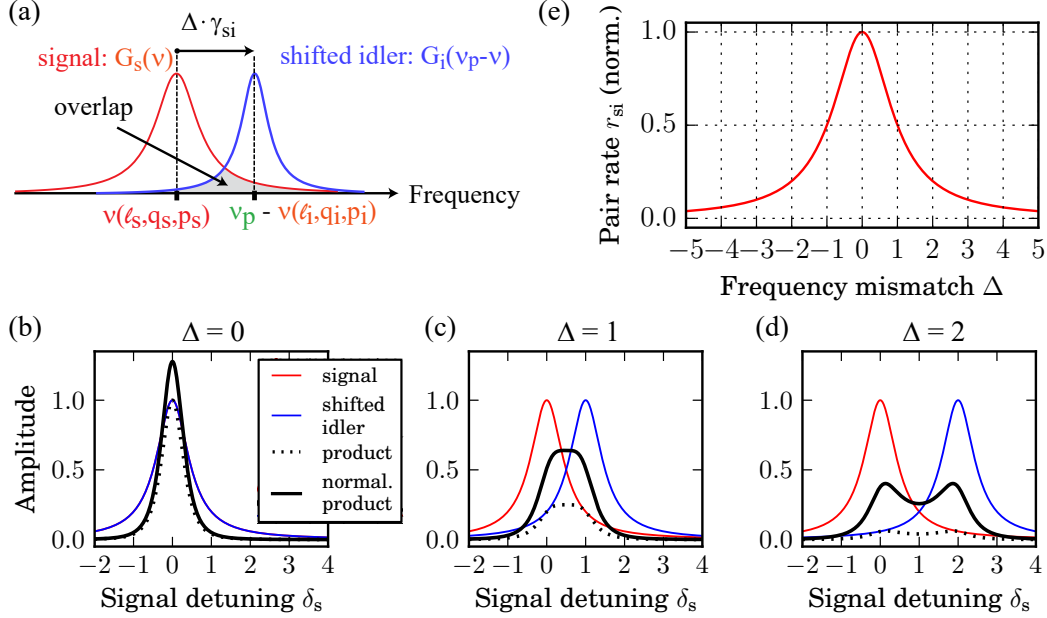 (a)
Δ · γsi
signal: Gs(ν)
shifted idler: Gi(νp-ν)
overlap
Frequency
ν(ℓs,qs,ps)
νp - ν(ℓi,qi,pi)
(e)
Pair rate rsi (norm.)
1.0
0.5
0.0
−5 −4 −3 −2 −1 0 1 2 3 4 5
Frequency mismatch Δ
(b)
Δ = 0
Amplitude
1.0
0.5
0.0
−2 −1 0 1 2 3 4
Signal detuning δs
signal
shifted
idler
product
normal.
product
(c)
Δ = 1
1.0
0.5
0.0
−2 −1 0 1 2 3 4
Signal detuning δs
(d)
Δ = 2
1.0
0.5
0.0
−2 −1 0 1 2 3 4
Signal detuning δs